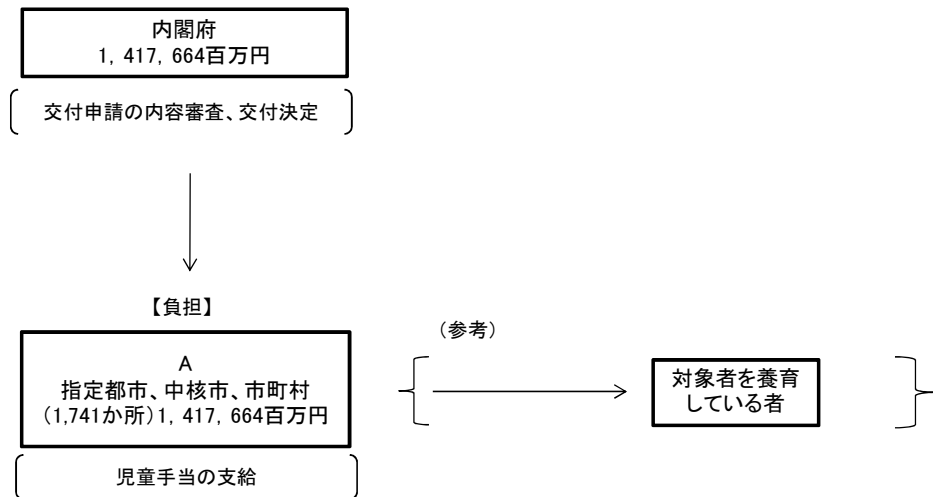 内閣府
1, 417, 664百万円
交付申請の内容審査、交付決定
【負担】
A
指定都市、中核市、市町村
(1,741か所)1, 417, 664百万円
児童手当の支給
(参考)
対象者を養育
している者